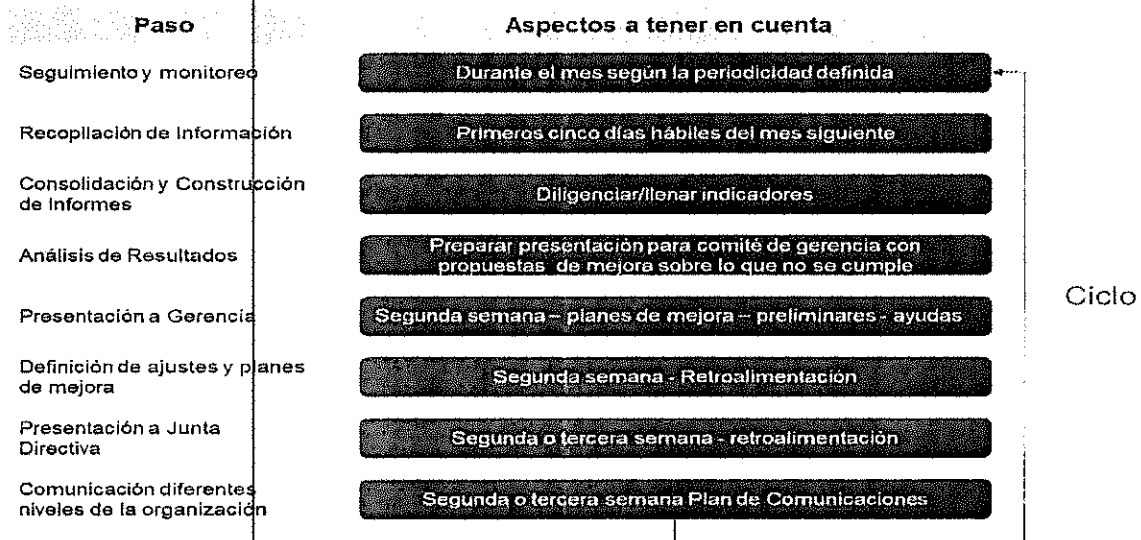 Paso
Aspectos a tener en cuenta
Seguimiento y monitoreo
Durante el mes según la periodicidad definida
Recopilación de Información
Primeros cinco días hábiles del mes siguiente
Consolidación y Construcción
de Informes
Diligenciar/llenar indicadores
Análisis de Resultados
Preparar presentación para comité de gerencia con
propuestas de mejora sobre lo que no se cumple
Presentación a Gerencia
Segunda semana – planes de mejora – preliminares - ayudas
Definición de ajustes y planes
de mejora
Segunda semana - Retroalimentación
Presentación a Junta
Directiva
Segunda o tercera semana - retroalimentación
Comunicación diferentes
niveles de la organización
Segunda o tercera semana Plan de Comunicaciones
Ciclo